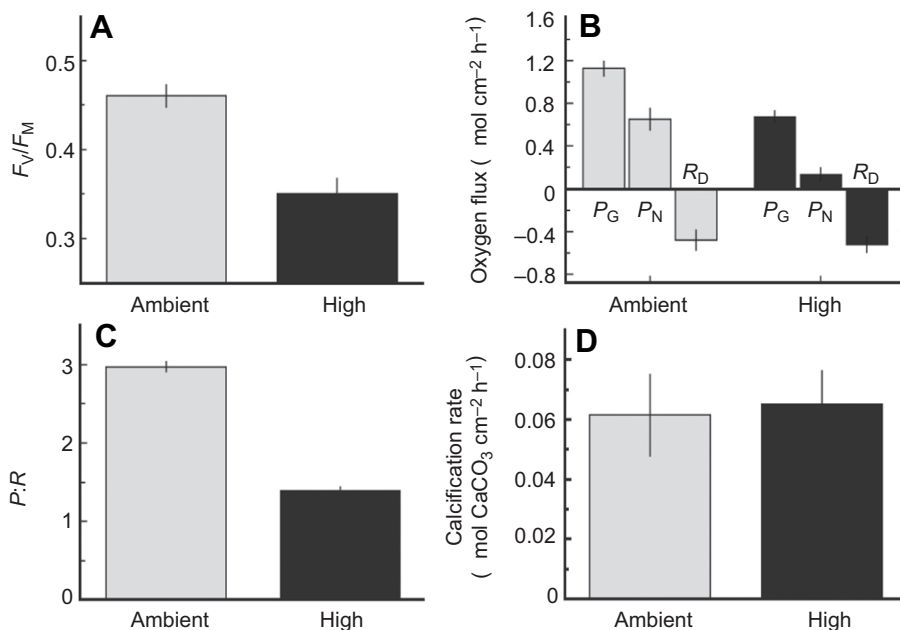 A
0.5
0.4
0.3
FV/FM
Ambient
High
B
1.6
1.2
0.8
0.4
0
–0.4
–0.8
Oxygen flux ( mol cm–2 h–1)
PG
PN
RD
PG
PN
RD
Ambient
High
C
3
2
1
0
P:R
Ambient
High
D
0.08
0.06
0.04
0.02
0
Calcification rate
( mol CaCO3 cm–2 h–1)
Ambient
High